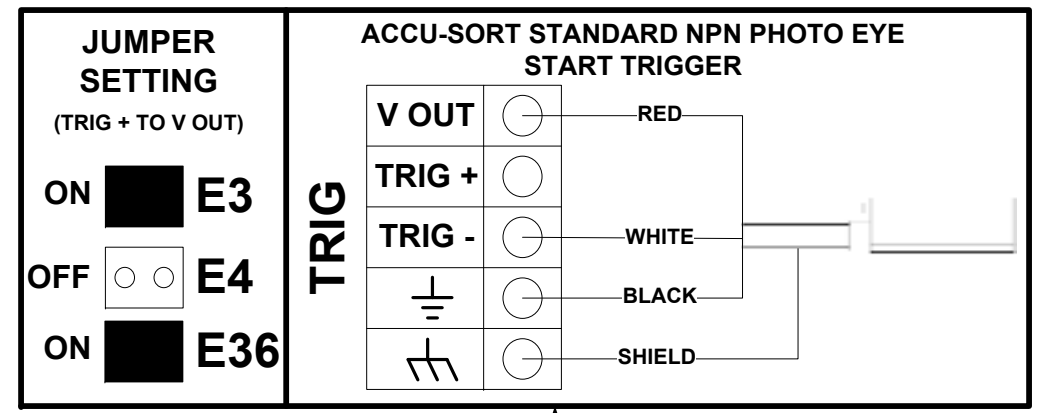 JUMPER
SETTING
(TRIG + TO V OUT)
ON E3
OFF E4
ON E36
ACCU-SORT STANDARD NPN PHOTO EYE
START TRIGGER
TRIG
V OUT RED
TRIG +
TRIG - WHITE
BLACK
SHIELD